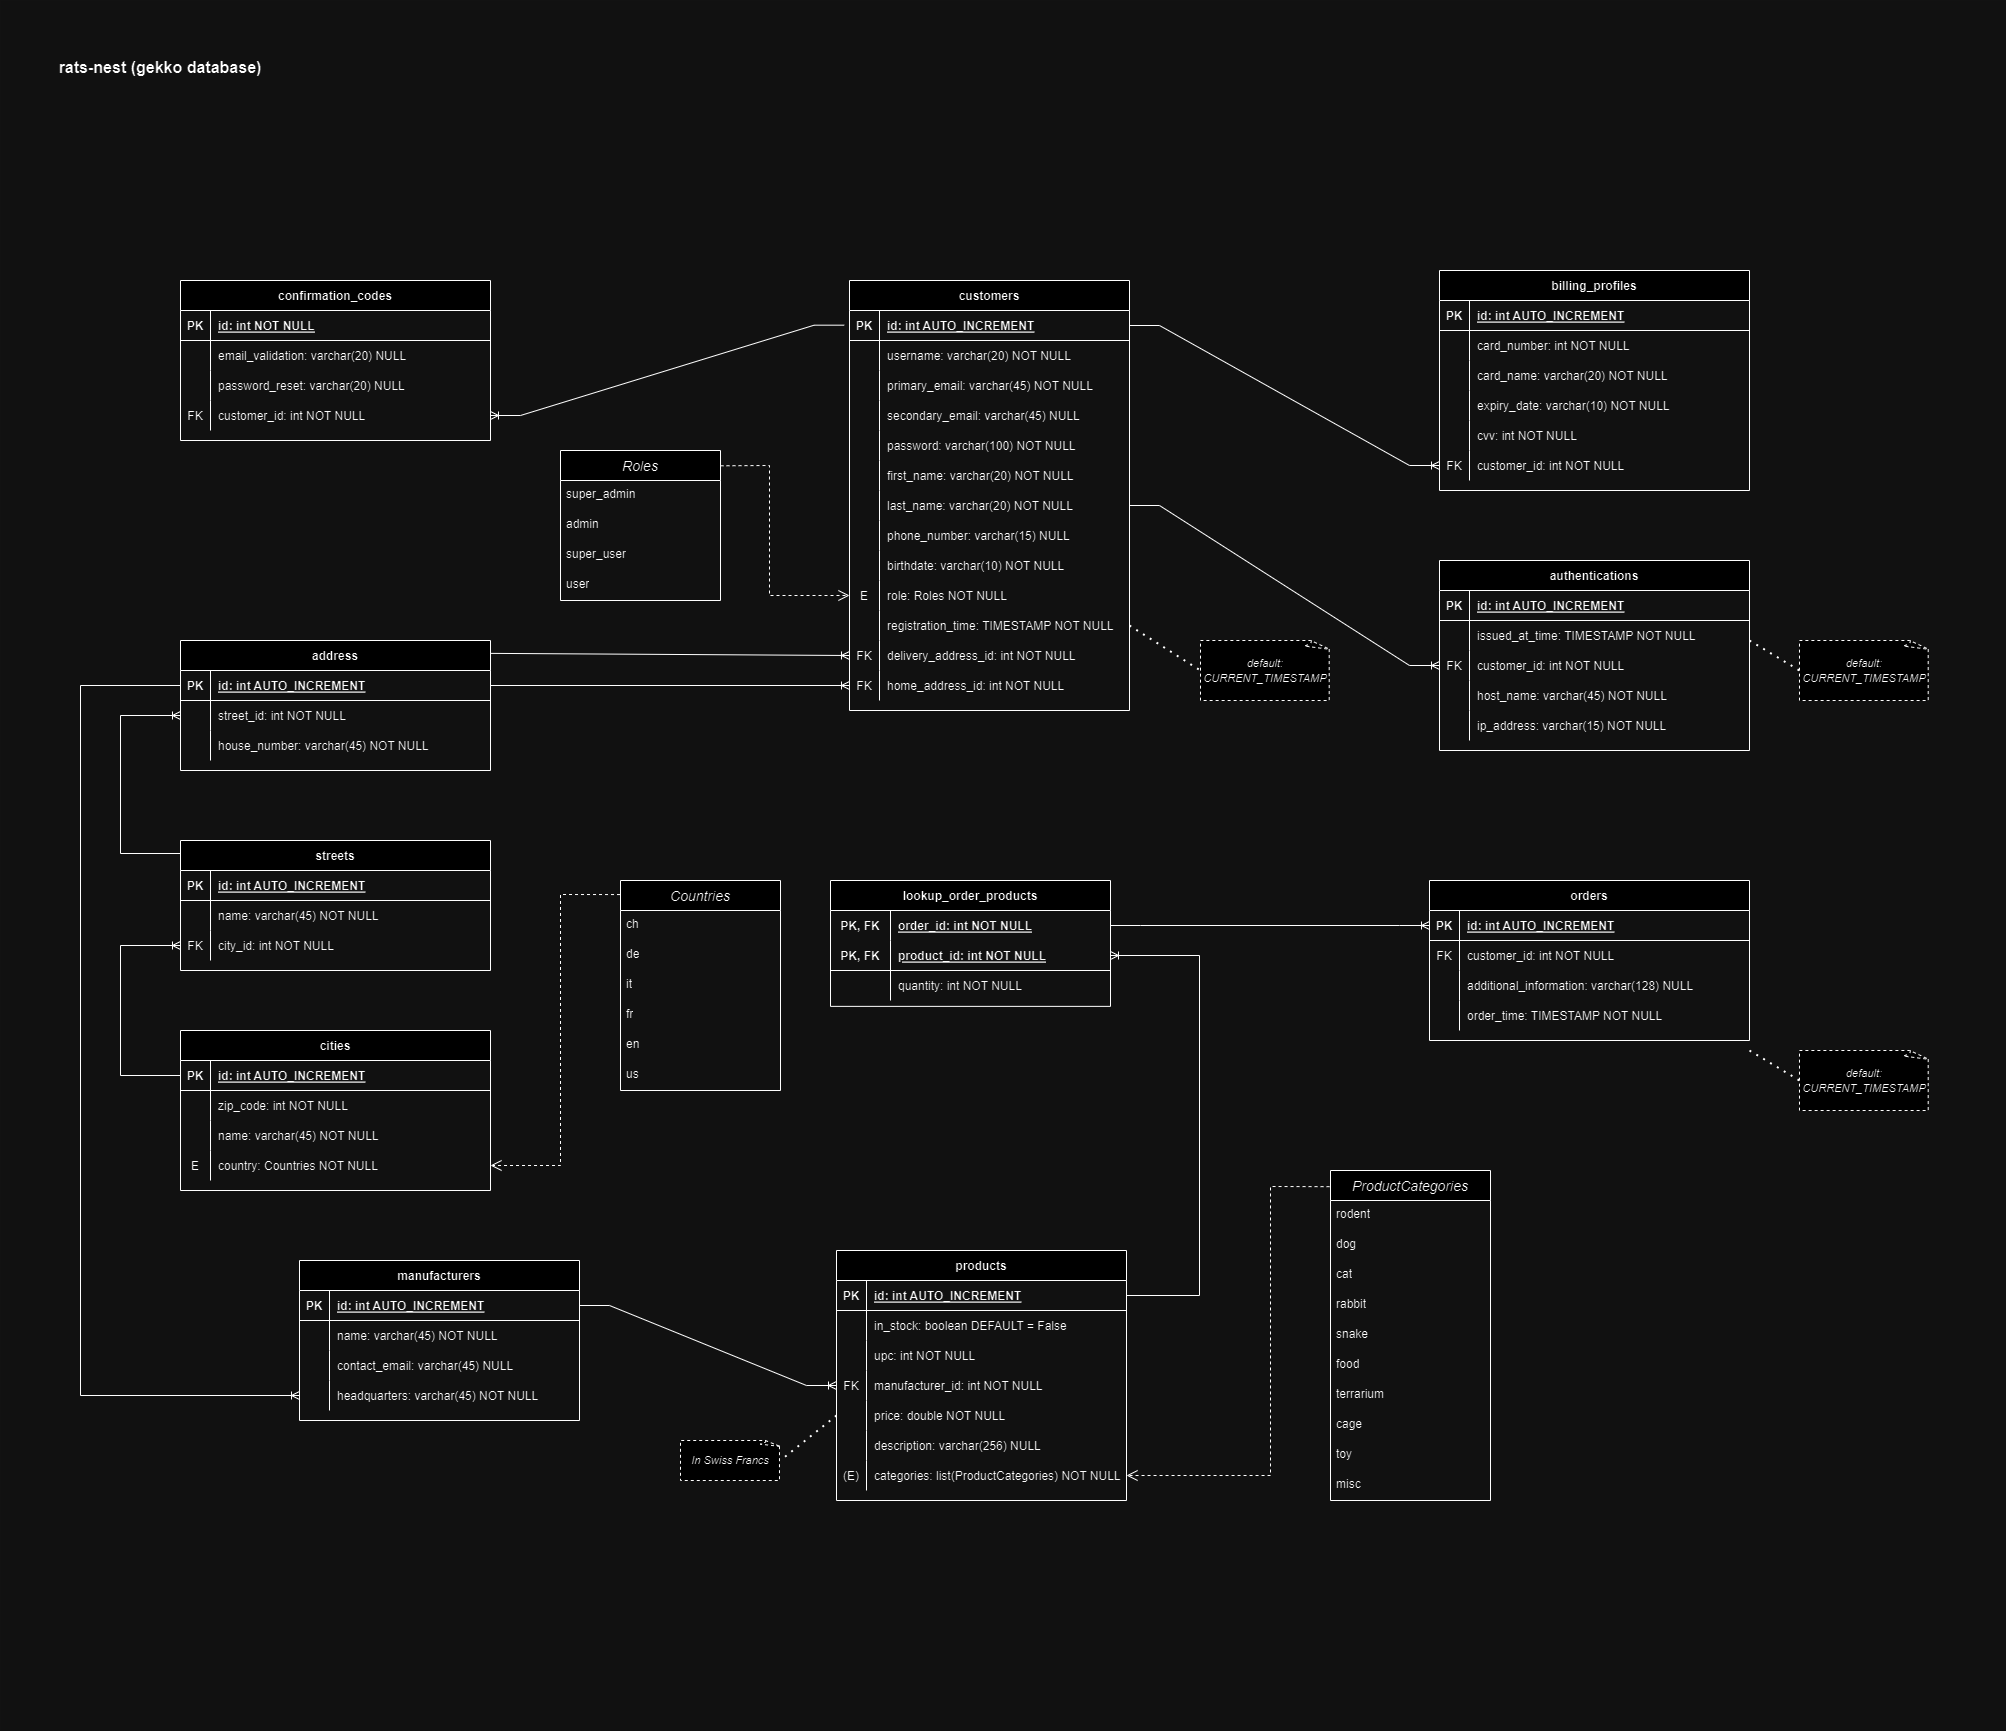 rats-nest (gekko database)
confirmation_codes
PK id: int NOT NULL
email_validation: varchar(20) NULL
password_reset: varchar(20) NULL
FK customer_id: int NOT NULL
customers
PK id: int AUTO_INCREMENT
username: varchar(20) NOT NULL
primary_email: varchar(45) NOT NULL
secondary_email: varchar(45) NULL
password: varchar(100) NOT NULL
first_name: varchar(20) NOT NULL
last_name: varchar(20) NOT NULL
phone_number: varchar(15) NULL
birthdate: varchar(10) NOT NULL
E role: Roles NOT NULL
registration_time: TIMESTAMP NOT NULL
FK delivery_address_id: int NOT NULL
FK home_address_id: int NOT NULL
default:
CURRENT_TIMESTAMP
billing_profiles
PK id: int AUTO_INCREMENT
card_number: int NOT NULL
card_name: varchar(20) NOT NULL
expiry_date: varchar(10) NOT NULL
cvv: int NOT NULL
FK customer_id: int NOT NULL
Roles
super_admin
admin
super_user
user
authentications
PK id: int AUTO_INCREMENT
issued_at_time: TIMESTAMP NOT NULL
FK customer_id: int NOT NULL
host_name: varchar(45) NOT NULL
ip_address: varchar(15) NOT NULL
default:
CURRENT_TIMESTAMP
address
PK id: int AUTO_INCREMENT
street_id: int NOT NULL
house_number: varchar(45) NOT NULL
streets
PK id: int AUTO_INCREMENT
name: varchar(45) NOT NULL
FK city_id: int NOT NULL
Countries
ch
de
it
fr
en
us
lookup_order_products
PK, FK order_id: int NOT NULL
PK, FK product_id: int NOT NULL
quantity: int NOT NULL
orders
PK id: int AUTO_INCREMENT
FK customer_id: int NOT NULL
additional_information: varchar(128) NULL
order_time: TIMESTAMP NOT NULL
default:
CURRENT_TIMESTAMP
cities
PK id: int AUTO_INCREMENT
zip_code: int NOT NULL
name: varchar(45) NOT NULL
E country: Countries NOT NULL
manufacturers
PK id: int AUTO_INCREMENT
name: varchar(45) NOT NULL
contact_email: varchar(45) NULL
headquarters: varchar(45) NOT NULL
products
PK id: int AUTO_INCREMENT
in_stock: boolean DEFAULT = False
upc: int NOT NULL
FK manufacturer_id: int NOT NULL
price: double NOT NULL
description: varchar(256) NULL
(E) categories: list(ProductCategories) NOT NULL
In Swiss Francs
ProductCategories
rodent
dog
cat
rabbit
snake
food
terrarium
cage
toy
misc